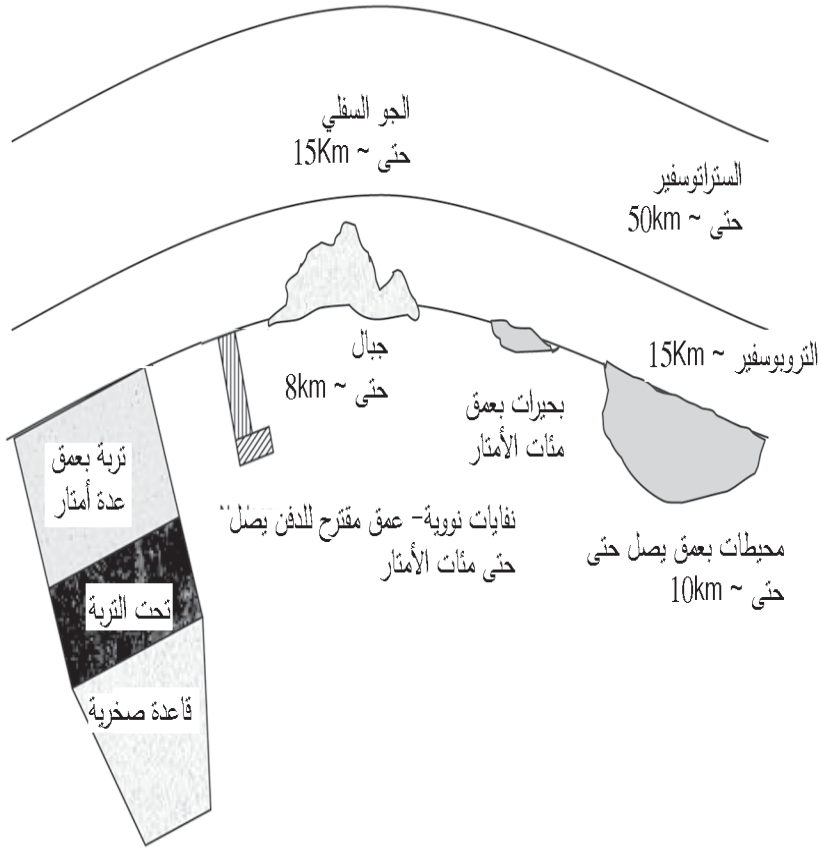 الجو السفلي
حتى ~ 15Km
الستراتوسفير
حتى ~ 50km
التروبوسفير ~ 15Km
جبال
حتى ~ 8km
بحيرات بعمق
مئات الأمتار
تربة بعمق
عدة أمتار
نفايات نووية- عمق مقترح للدفن يصل
حتى مئات الأمتار
محيطات بعمق يصل حتى
حتى ~ 10km
تحت التربة
قاعدة صخرية